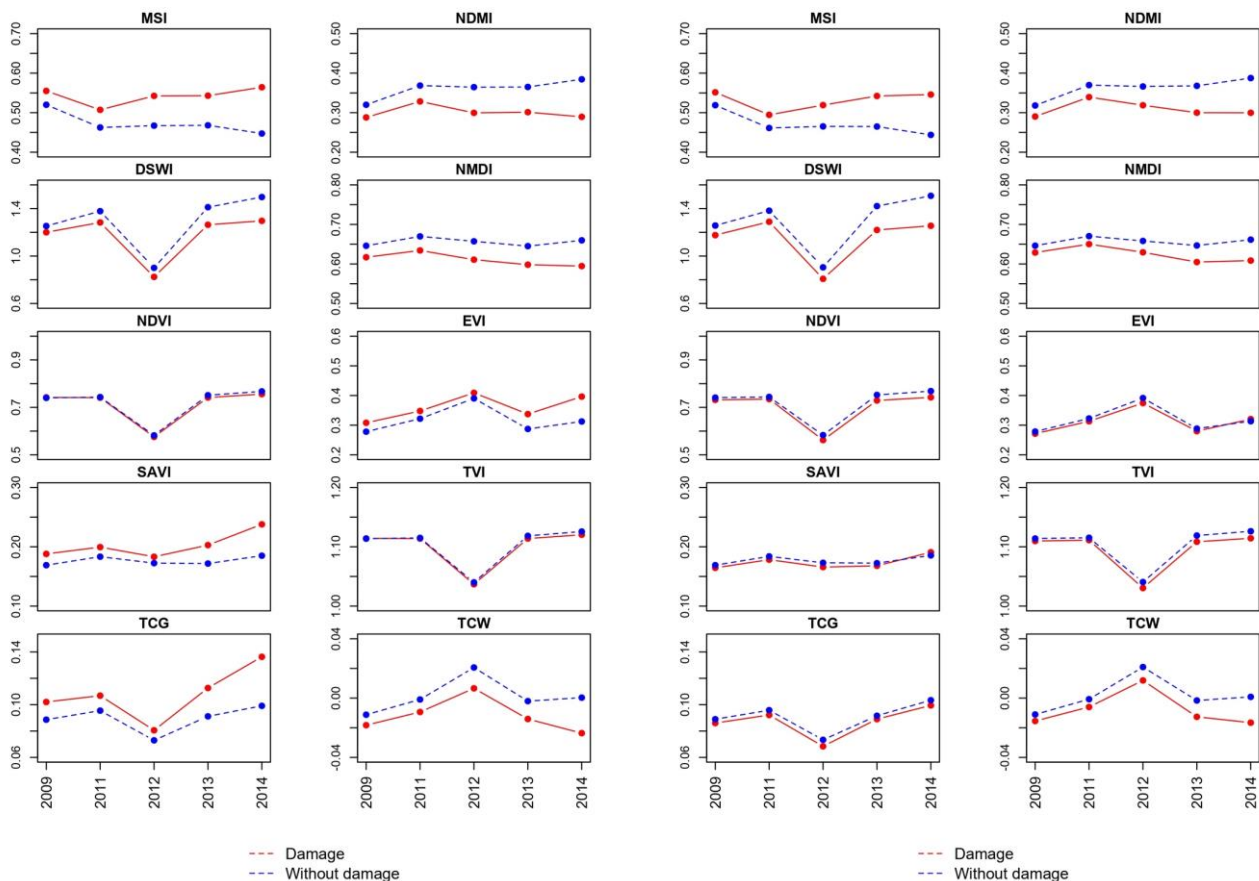 MSI NDMI MSI NDMI
0.40 0.50 0.60 0.70 0.20 0.30 0.40 0.50 0.40 0.50 0.60 0.70 0.20 0.30 0.40 0.50
DSWI NMDI DSWI NMDI
0.6 1.0 1.4 0.50 0.60 0.70 0.80 0.6 1.0 1.4 0.50 0.60 0.70 0.80
NDVI EVI NDVI EVI
0.5 0.7 0.9 0.2 0.3 0.4 0.5 0.6 0.5 0.7 0.9 0.2 0.3 0.4 0.5 0.6
SAVI TVI SAVI TVI
0.10 0.20 0.30 1.00 1.10 1.20 0.10 0.20 0.30 1.00 1.10 1.20
TCG TCW TCG TCW
0.06 0.10 0.14 -0.04 0.00 0.04 0.06 0.10 0.14 -0.04 0.00 0.04
2009 2011 2012 2013 2014 2009 2011 2012 2013 2014 2009 2011 2012 2013 2014 2009 2011 2012 2013 2014
Damage Damage
Without damage Without damage